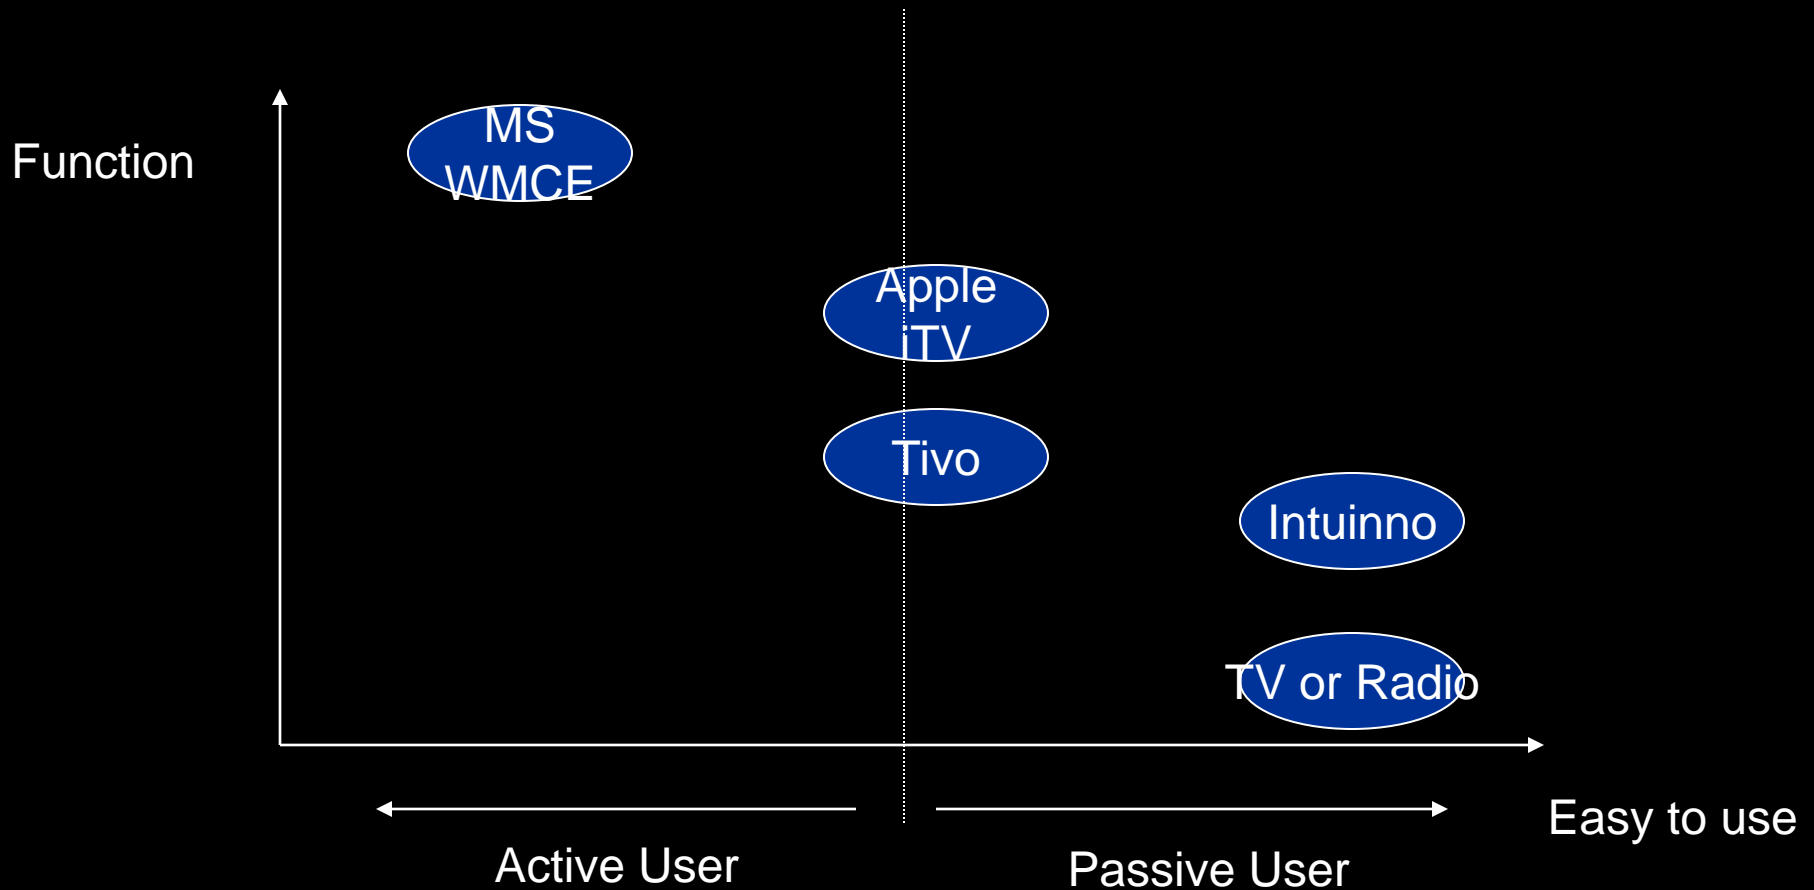 Function
MS
WMCE
Apple
iTV
Tivo
Intuinno
TV or Radio
Easy to use
Active User
Passive User